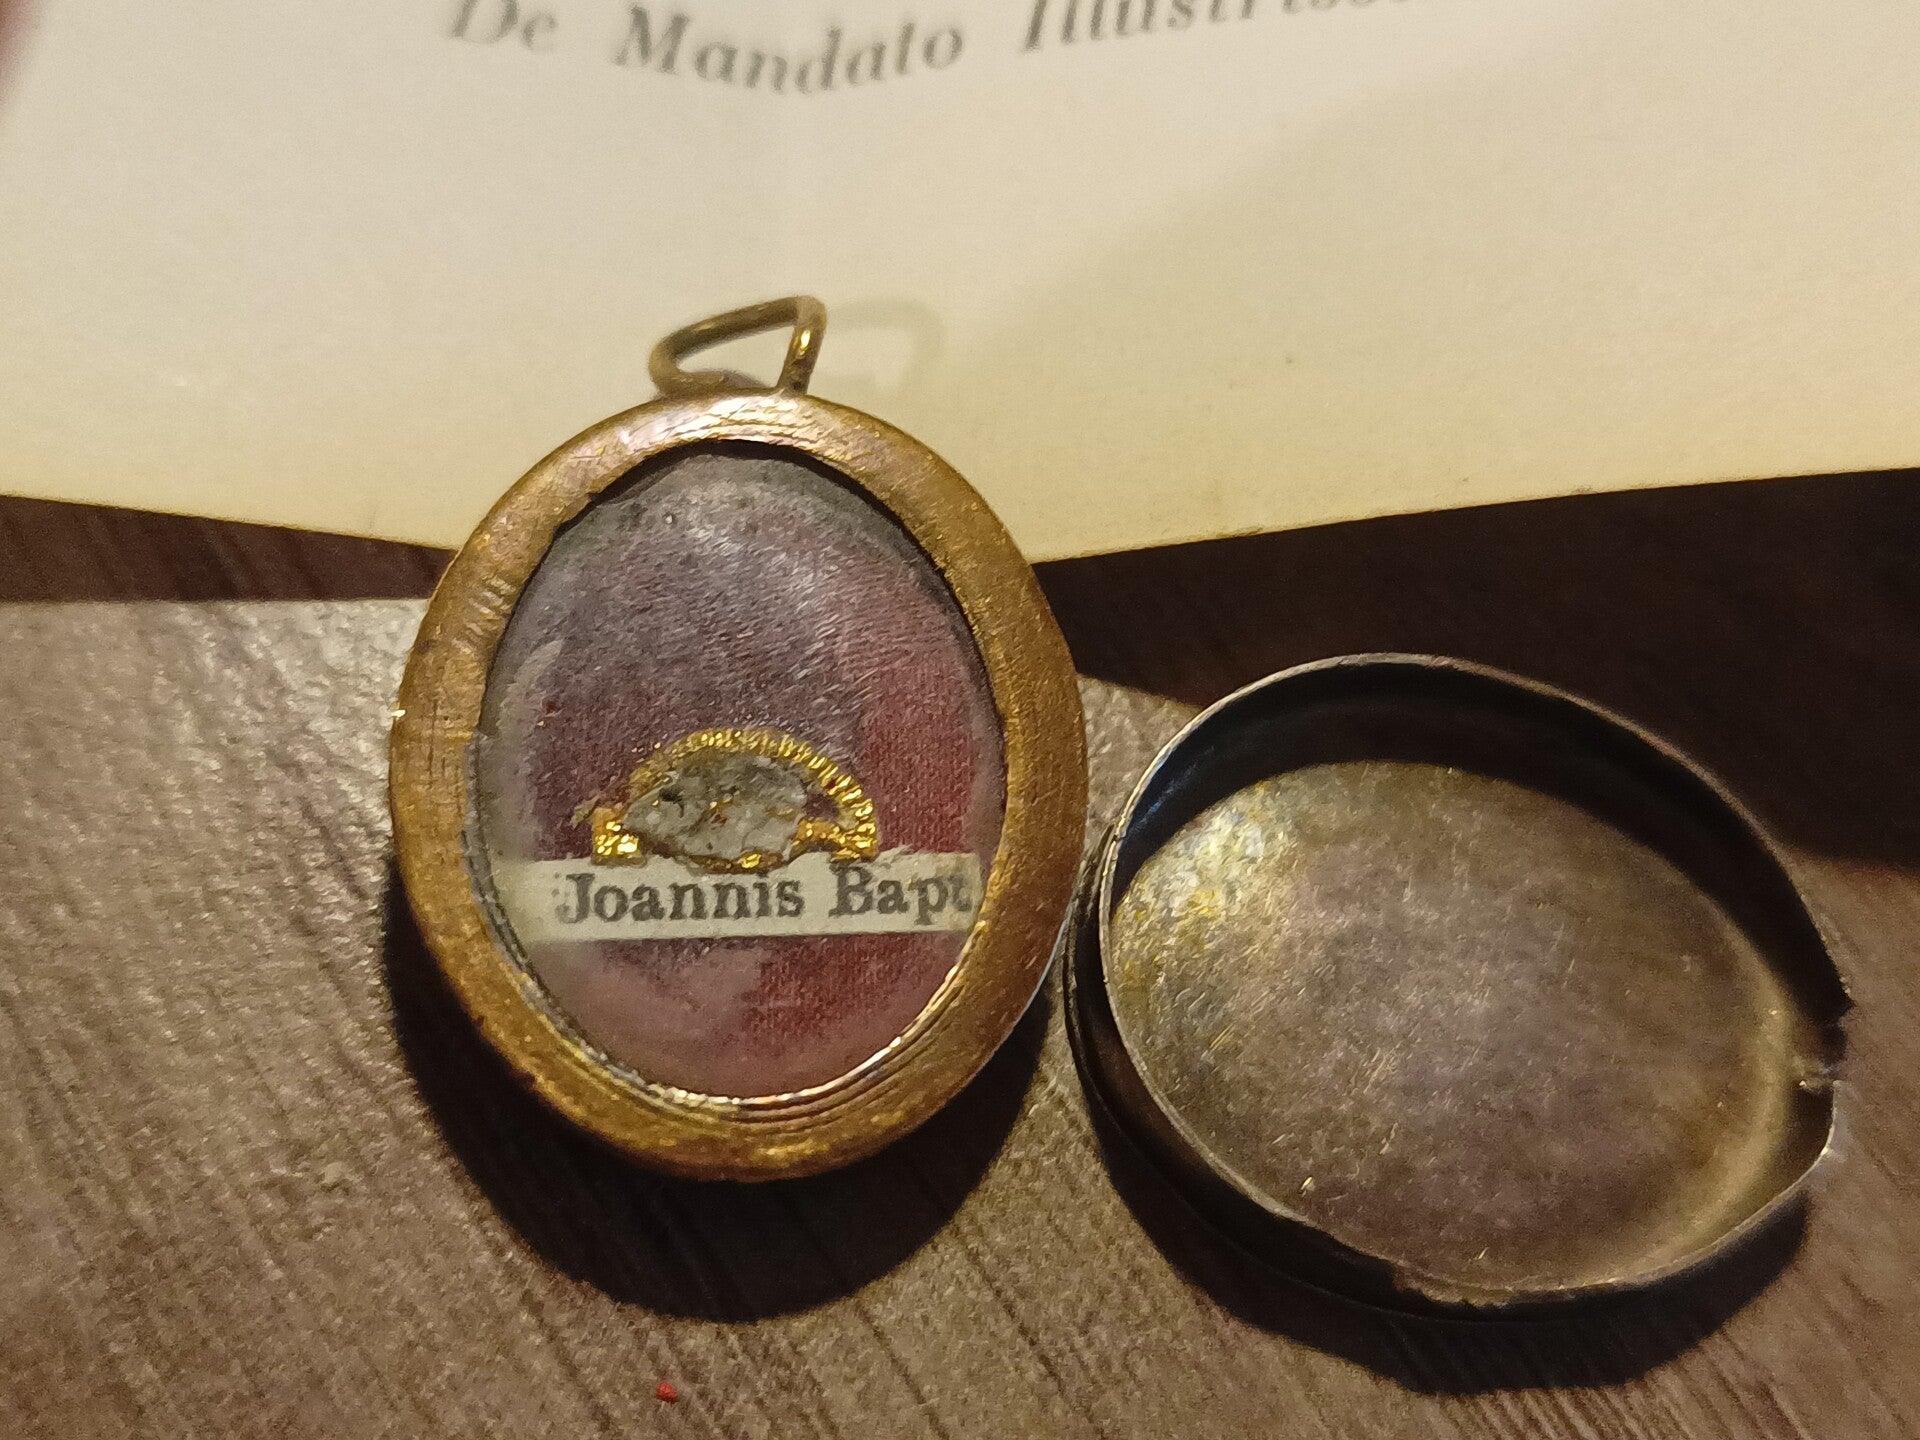 De Mandato
Joannis Bapt